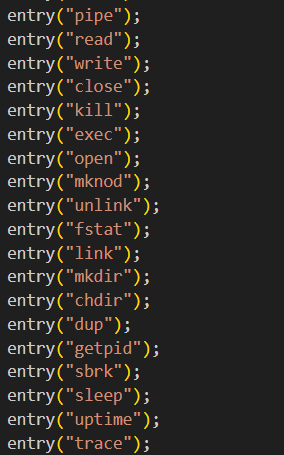 entry("pipe");
entry("read");
entry("write");
entry("close");
entry("kill");
entry("exec");
entry("open");
entry("mknod");
entry("unlink");
entry("fstat");
entry("link");
entry("mkdir");
entry("chdir");
entry("dup");
entry("getpid");
entry("sbrk");
entry("sleep");
entry("uptime");
entry("trace");